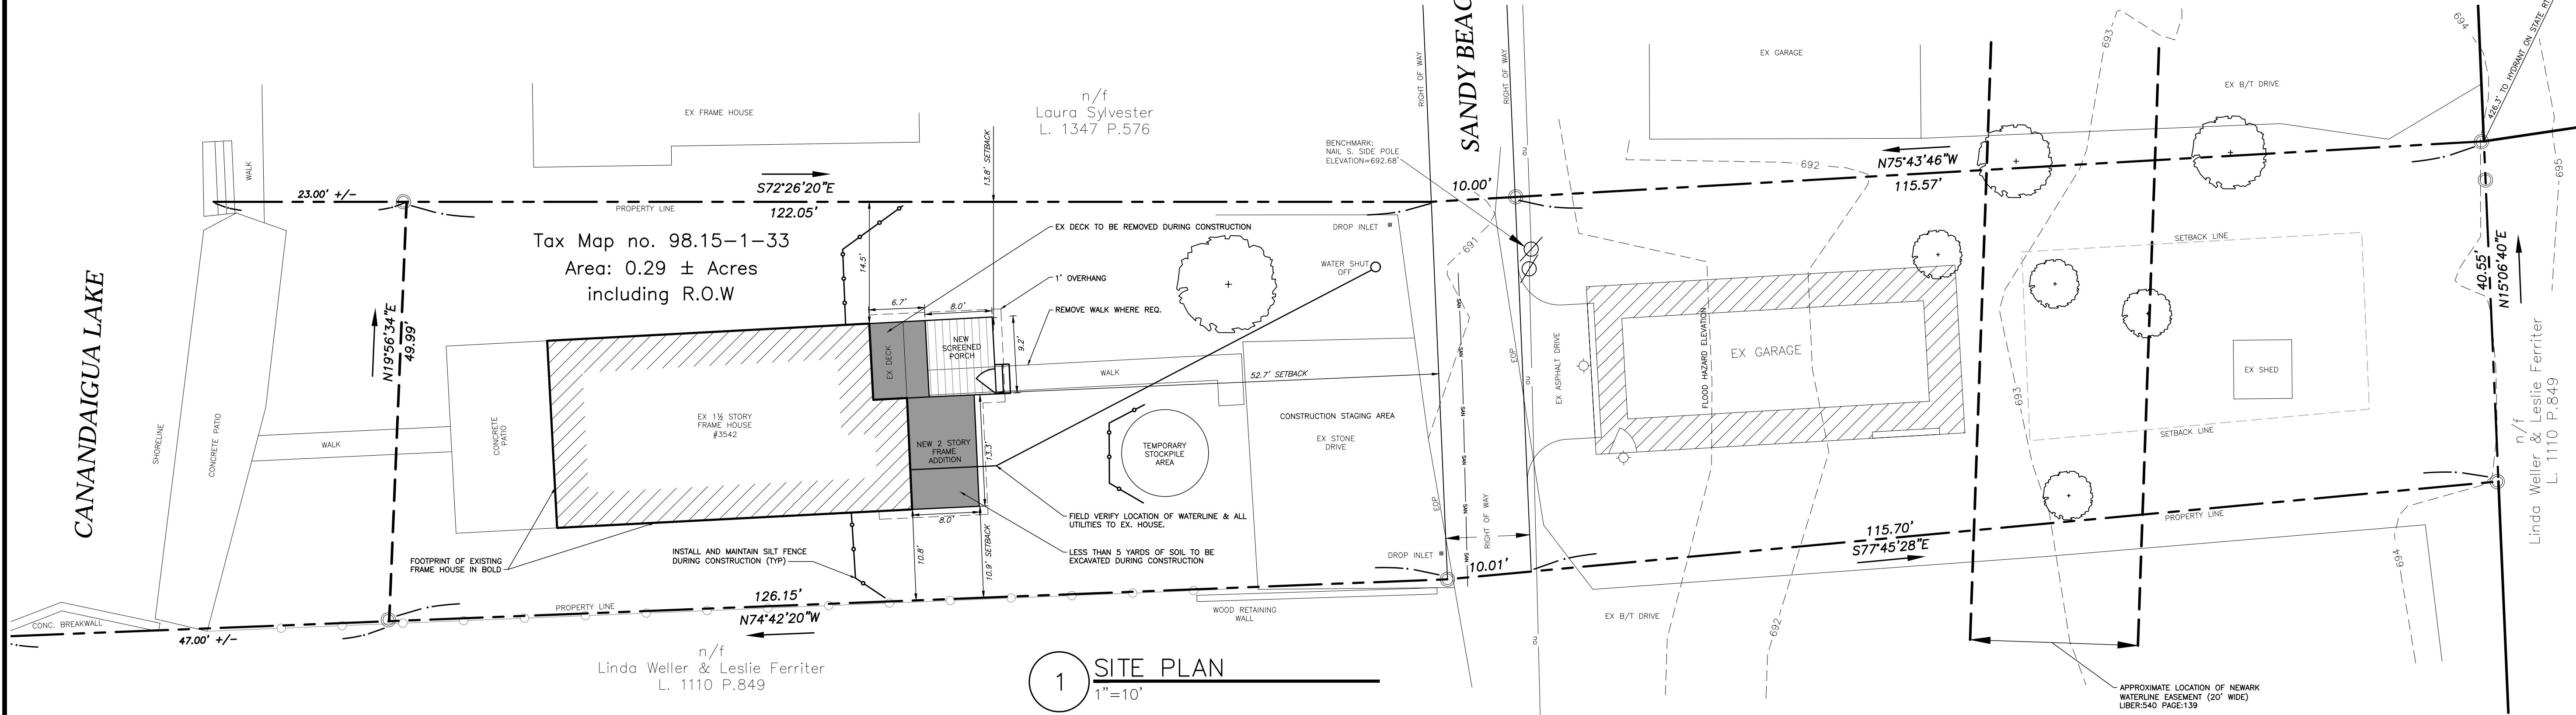 CANANDAIGUA LAKE
SHORELINE
CONCRETE PATIO
WALK
WALK
CONC. BREAKWALL
47.00' +/-
23.00' +/-
N19°56'34"E
49.99'
EX FRAME HOUSE
n/f
Laura Sylvester
L. 1347 P.576
S72°26'20"E
122.05'
PROPERTY LINE
Tax Map no. 98.15-1-33
Area: 0.29 ± Acres
including R.O.W
CONCRETE
PATIO
EX 1½ STORY
FRAME HOUSE
#3542
14.5'
13.8' SETBACK
6.7'
8.0'
9.2'
EX DECK
NEW
SCREENED
PORCH
NEW 2 STORY
FRAME
ADDITION
13.3'
8.0'
10.8'
10.9' SETBACK
EX DECK TO BE REMOVED DURING CONSTRUCTION
1' OVERHANG
REMOVE WALK WHERE REQ.
WALK
52.7' SETBACK
TEMPORARY
STOCKPILE
AREA
FIELD VERIFY LOCATION OF WATERLINE & ALL
UTILITIES TO EX. HOUSE.
LESS THAN 5 YARDS OF SOIL TO BE
EXCAVATED DURING CONSTRUCTION
FOOTPRINT OF EXISTING
FRAME HOUSE IN BOLD
INSTALL AND MAINTAIN SILT FENCE
DURING CONSTRUCTION (TYP)
PROPERTY LINE
126.15'
N74°42'20"W
n/f
Linda Weller & Leslie Ferriter
L. 1110 P.849
1
SITE PLAN
1"=10'
WOOD RETAINING
WALL
CONSTRUCTION STAGING AREA
EX STONE
DRIVE
DROP INLET
WATER SHUT
OFF
DROP INLET
BENCHMARK:
NAIL S. SIDE POLE
ELEVATION=692.68'
SANDY BEAC
RIGHT OF WAY
RIGHT OF WAY
RIGHT OF WAY
10.00'
10.01'
691
SAN
SAN
SAN
SAN
EOP
EOP
EX ASPHALT DRIVE
EX GARAGE
FLOOD HAZARD ELEVATION
EX GARAGE
EX B/T DRIVE
692
692
693
693
694
694
695
N75°43'46"W
115.57'
EX B/T DRIVE
426.3' TO HYDRANT ON STATE RT
SETBACK LINE
SETBACK LINE
EX SHED
115.70'
S77°45'28"E
PROPERTY LINE
40.55'
N15°06'40"E
n/f
Linda Weller & Leslie Ferriter
L. 1110 P.849
APPROXIMATE LOCATION OF NEWARK
WATERLINE EASEMENT (20' WIDE)
LIBER:540 PAGE:139